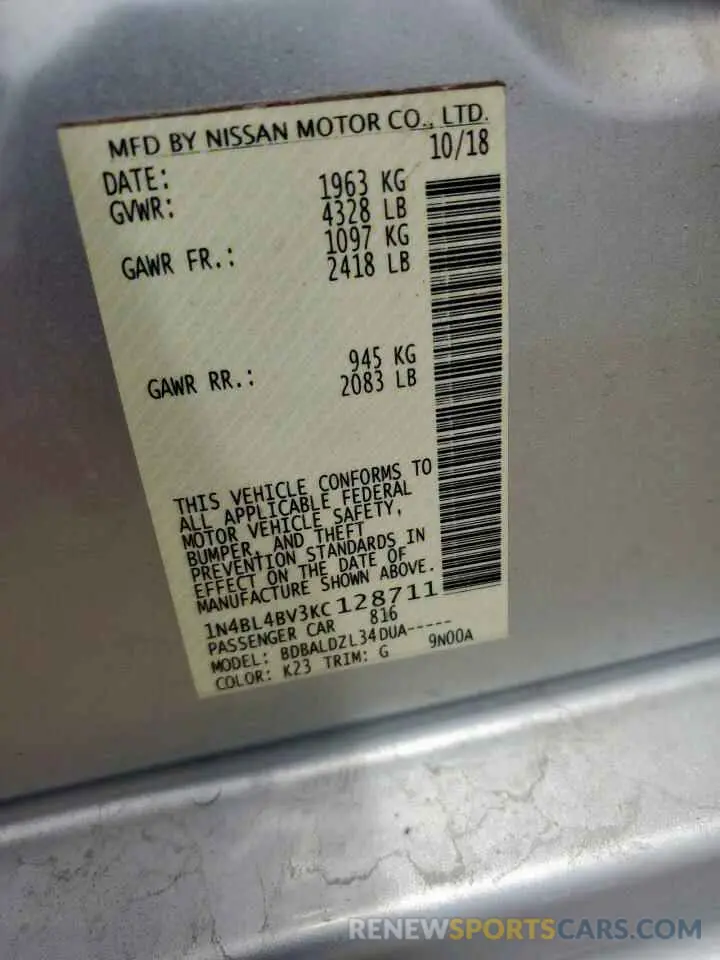 MFD BY NISSAN MOTOR CO., LTD.
DATE: 10/18
GVWR: 1963 KG
4328 LB
GAWR FR.: 1097 KG
2418 LB
GAWR RR.: 945 KG
2083 LB
THIS VEHICLE CONFORMS TO
ALL APPLICABLE FEDERAL
MOTOR VEHICLE SAFETY,
BUMPER, AND THEFT
PREVENTION STANDARDS IN
EFFECT ON THE DATE OF
MANUFACTURE SHOWN ABOVE.
1N4BL4BV3KC128711
PASSENGER CAR 816
MODEL: BDBALDZL34DUA-----
COLOR: K23 TRIM: G 9N00A
RENEWSPORTSCARS.COM